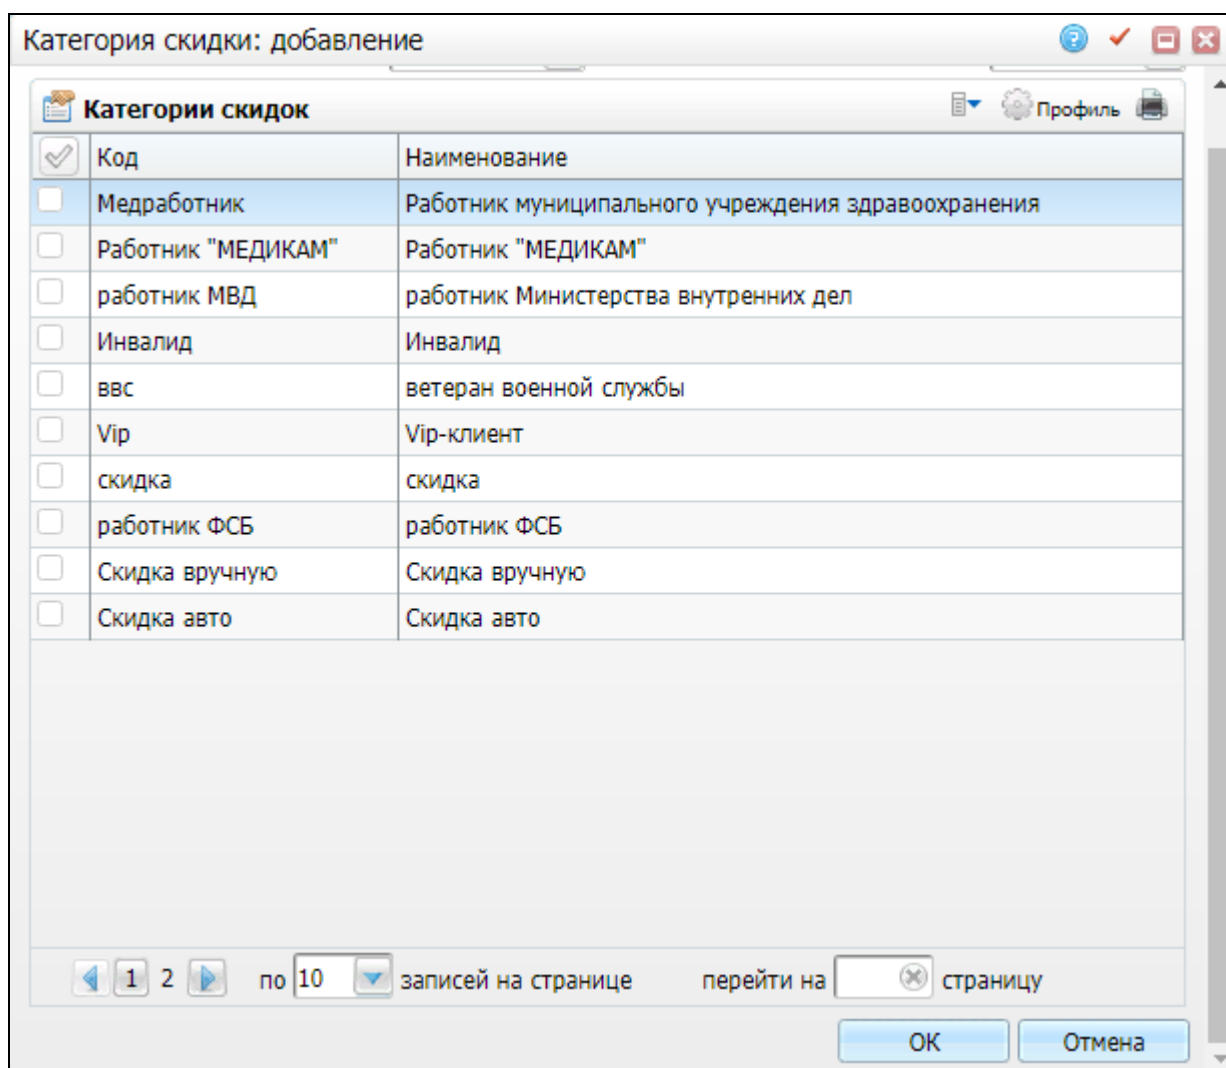 Категория скидки: добавление
Категории скидок
Профиль
Код Наименование
Медработник Работник муниципального учреждения здравоохранения
Работник "МЕДИКАМ" Работник "МЕДИКАМ"
работник МВД работник Министерства внутренних дел
Инвалид Инвалид
ввс ветеран военной службы
Vip Vip-клиент
скидка скидка
работник ФСБ работник ФСБ
Скидка вручную Скидка вручную
Скидка авто Скидка авто
1 2 по 10 записей на странице перейти на страницу
ОК Отмена